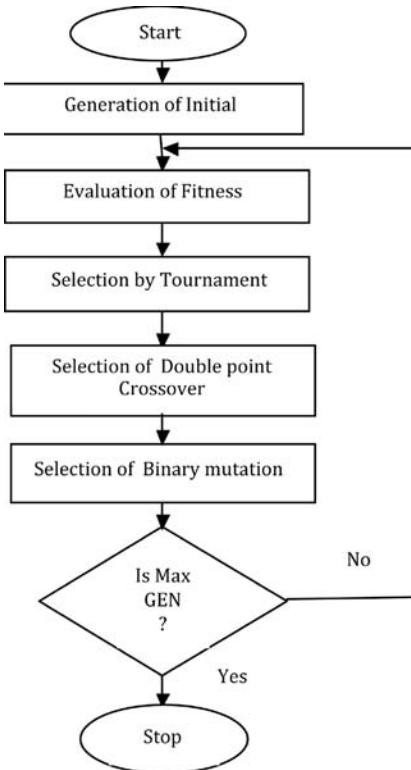 Start
Generation of Initial
Evaluation of Fitness
Selection by Tournament
Selection of Double point
Crossover
Selection of Binary mutation
Is Max
GEN
?
No
Yes
Stop